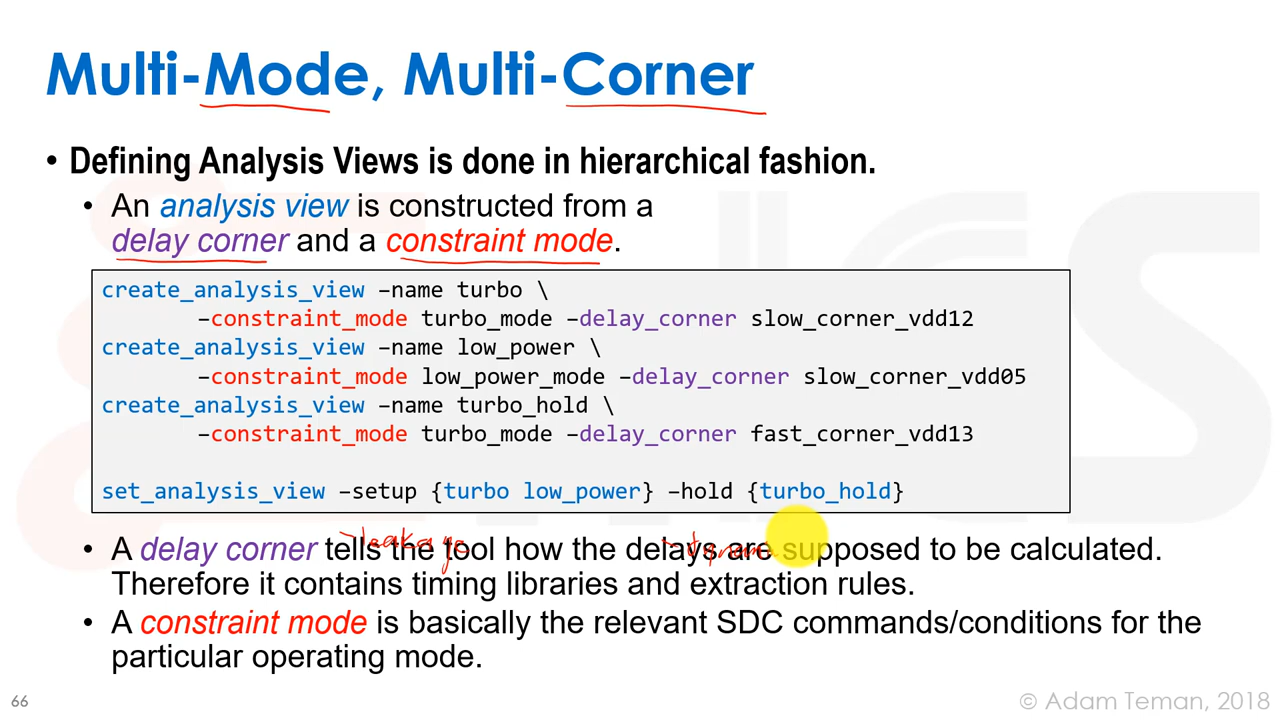 Multi-Mode, Multi-Corner
• Defining Analysis Views is done in hierarchical fashion.
• An analysis view is constructed from a
delay corner and a constraint mode.
create_analysis_view –name turbo \
–constraint_mode turbo_mode –delay_corner slow_corner_vdd12
create_analysis_view –name low_power \
–constraint_mode low_power_mode –delay_corner slow_corner_vdd05
create_analysis_view –name turbo_hold \
–constraint_mode turbo_mode –delay_corner fast_corner_vdd13
set_analysis_view –setup {turbo low_power} –hold {turbo_hold}
-leakage
• A delay corner tells the tool how the delays are supposed to be calculated.
Therefore it contains timing libraries and extraction rules.
• A constraint mode is basically the relevant SDC commands/conditions for the
particular operating mode.
66
© Adam Teman, 2018